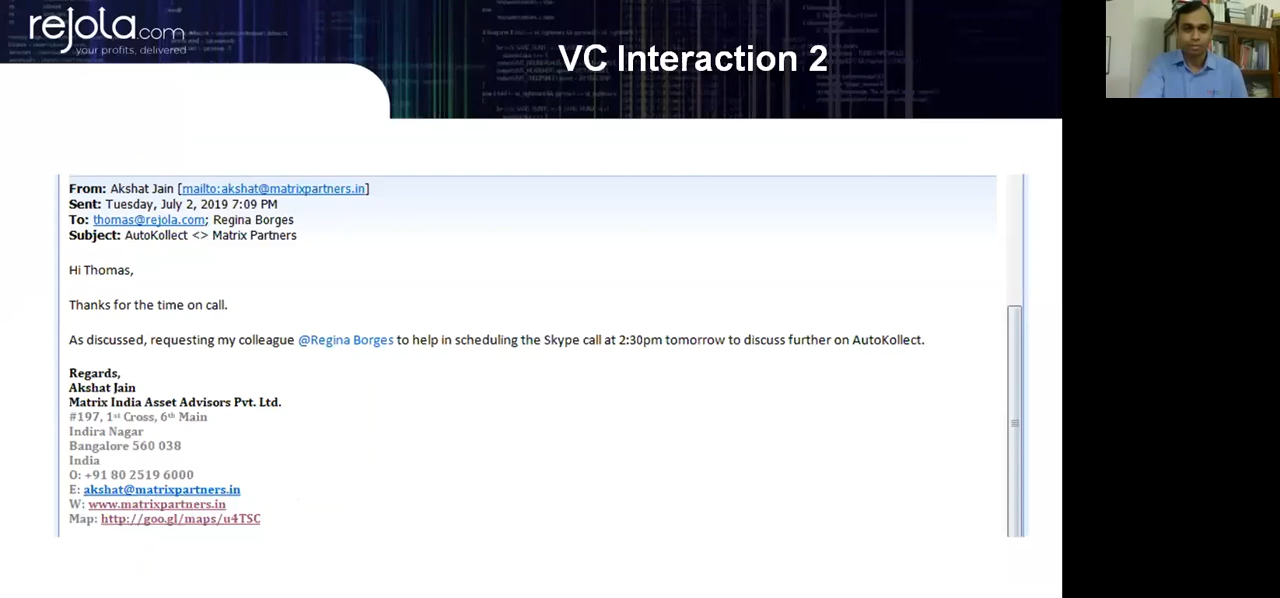 rejola.com
your profits, delivered
VC Interaction 2
From: Akshat Jain [mailto:akshat@matrixpartners.in]
Sent: Tuesday, July 2, 2019 7:09 PM
To: thomas@rejola.com; Regina Borges
Subject: AutoKollect <> Matrix Partners
Hi Thomas,
Thanks for the time on call.
As discussed, requesting my colleague @Regina Borges to help in scheduling the Skype call at 2:30pm tomorrow to discuss further on AutoKollect.
Regards,
Akshat Jain
Matrix India Asset Advisors Pvt. Ltd.
#197, 1st Cross, 6th Main
Indira Nagar
Bangalore 560 038
India
O: +91 80 2519 6000
E: akshat@matrixpartners.in
W: www.matrixpartners.in
Map: http://goo.gl/maps/u4TSC